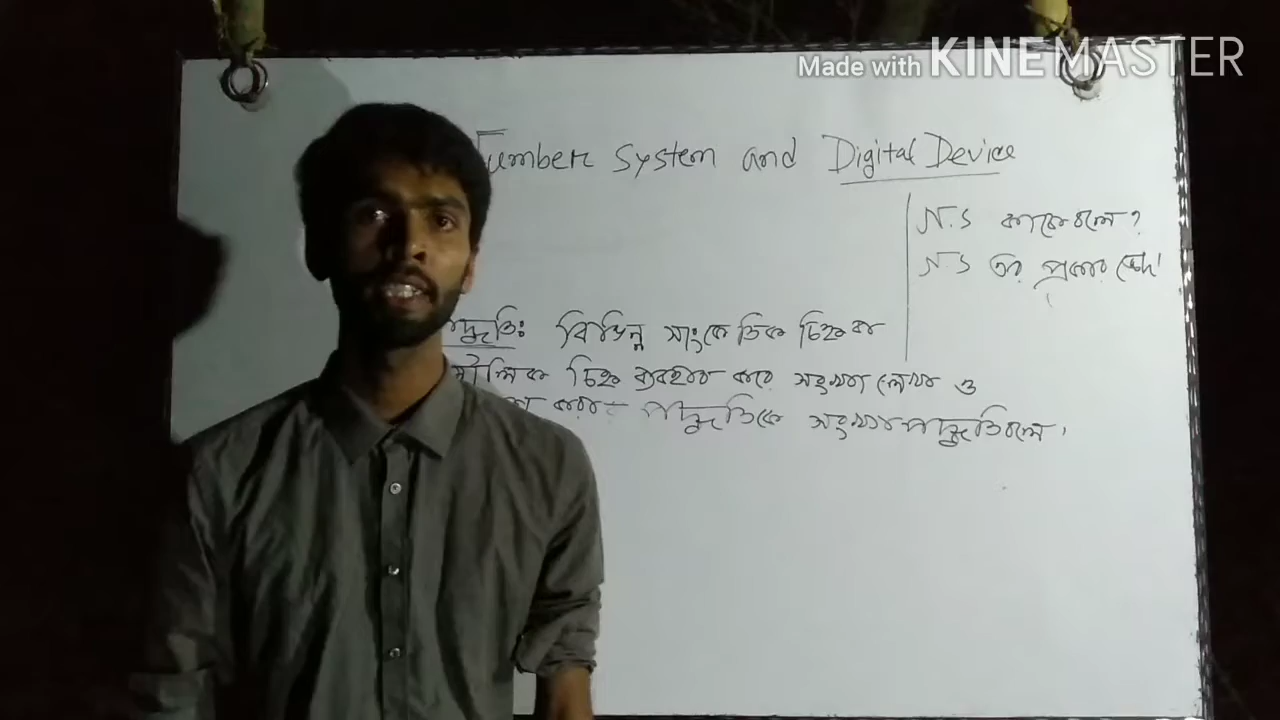 Made with KINEMASTER
Number System and Digital Device
N.S কাকে বলে?
N.S এর প্রকার ভেদ।
পদ্ধতিঃ বিভিন্ন সাংকেতিক চিহ্ন বা
মৌলিক চিহ্ন ব্যবহার করে সংখ্যা লেখা ও
করার পদ্ধতিকে সংখ্যা পদ্ধতি বলে।